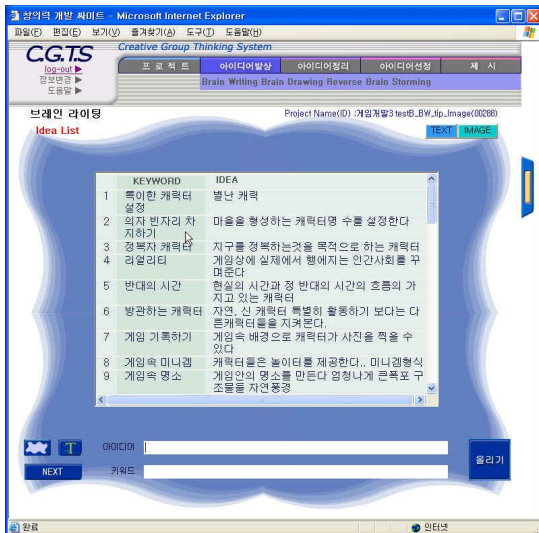 창의력 개발 싸이트 - Microsoft Internet Explorer
파일(F) 편집(E) 보기(V) 즐겨찾기(A) 도구(T) 도움말(H)
C.G.T.S
Creative Group Thinking System
log-out ▶
정보변경 ▶
도움말 ▶
프로젝트 아이디어발상 아이디어정리 아이디어선정 제 시
Brain Writing Brain Drawing Reverse Brain Storming
브레인 라이팅
Project Name(ID) :게임개발3.testB_BW_tip_Image(00288)
Idea List
TEXT IMAGE
KEYWORD IDEA
1 특이한 캐릭터 설정 별난 캐력
2 의자 빈자리 차지하기 마을을 형성하는 캐릭터명 수를 설정한다
3 정복자 캐릭터 지구를 정복하는것을 목적으로 하는 캐릭터
4 리얼리티 게임상에 실제에서 행에지는 인간사회를 꾸며준다
5 반대의 시간 현실의 시간과 정 반대의 시간의 흐름의 가지고 있는 캐릭터
6 방관하는 캐릭터 자연, 신 캐릭터 특별히 활동하기 보다는 다른캐릭터들을 지켜본다.
7 게임 기록하기 게임속 배경으로 캐릭터가 사진을 찍을 수 있다
8 게임속 미니겜 캐릭터들은 놀이터를 제공한다.. 미니겜형식
9 게임속 명소 게임안의 명소를 만든다 엄청나게 큰폭포 구조물들 자연풍경
T
아이디어
NEXT
키워드
올리기
완료
인터넷